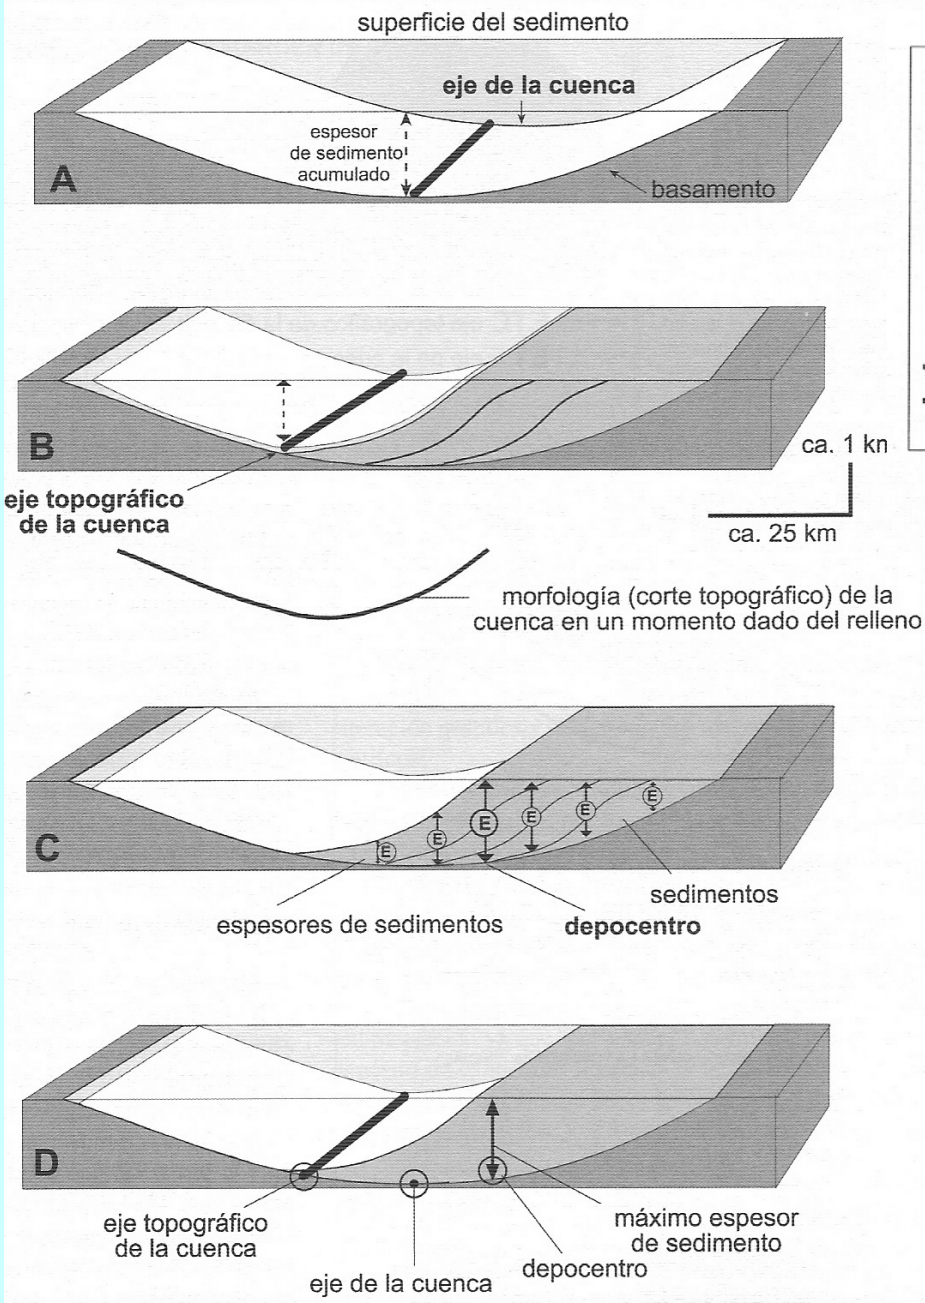 superficie del sedimento
eje de la cuenca
espesor
de sedimento
acumulado
A
basamento
B
ca. 1 kn
eje topográfico
de la cuenca
ca. 25 km
morfología (corte topográfico) de la
cuenca en un momento dado del relleno
E
E
E
E
E
E
C
sedimentos
espesores de sedimentos
depocentro
D
eje topográfico
de la cuenca
máximo espesor
de sedimento
depocentro
eje de la cuenca